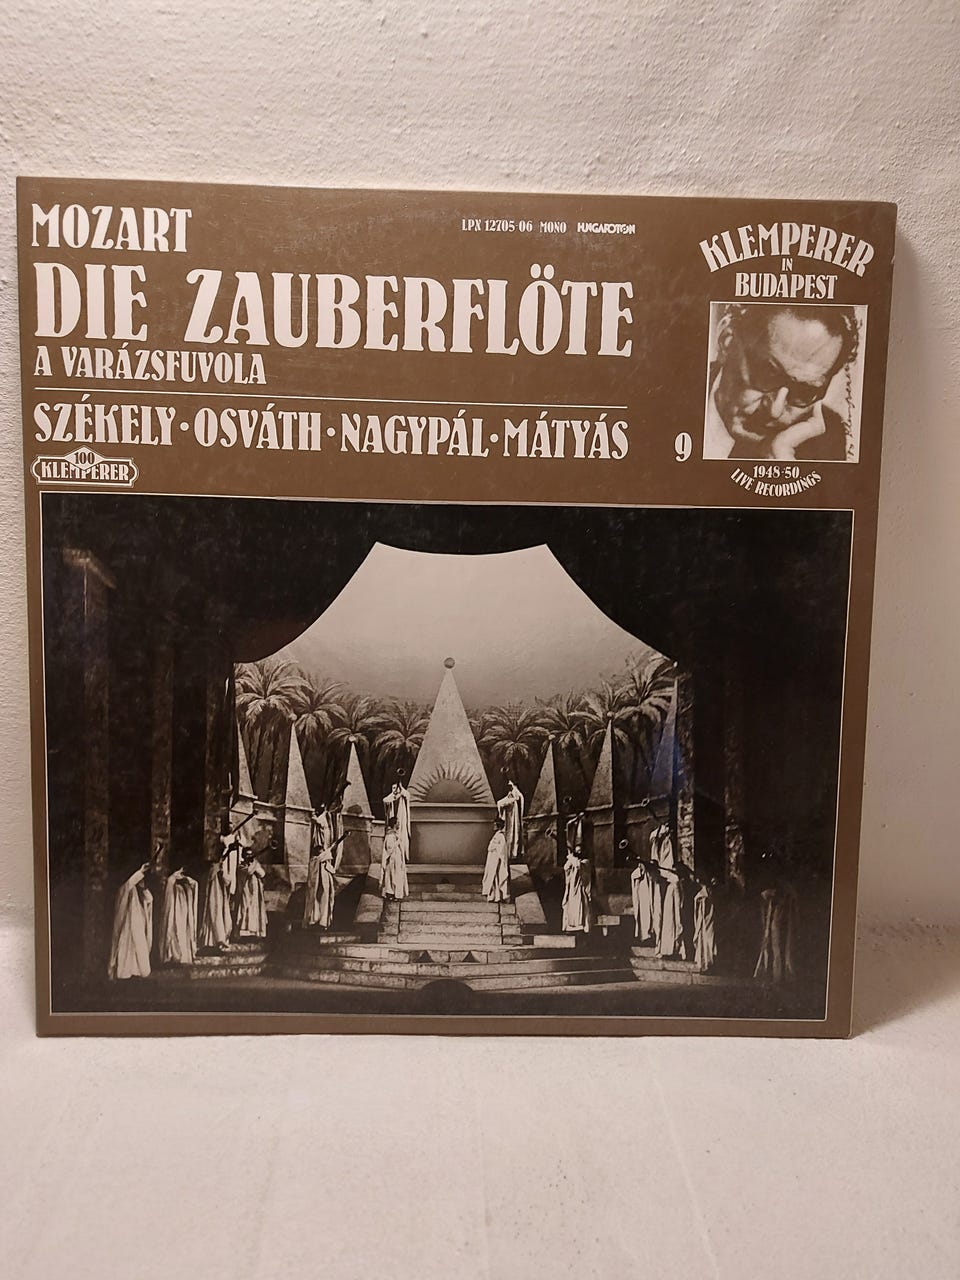 MOZART
LPX 12705-06 MONO HUNGAROTON
DIE ZAUBERFLÖTE
A VARÁZSFUVOLA
SZÉKELY · OSVÁTH · NAGYPÁL · MÁTYÁS
100
KLEMPERER
KLEMPERER
IN
BUDAPEST
9
1948-50
LIVE RECORDINGS